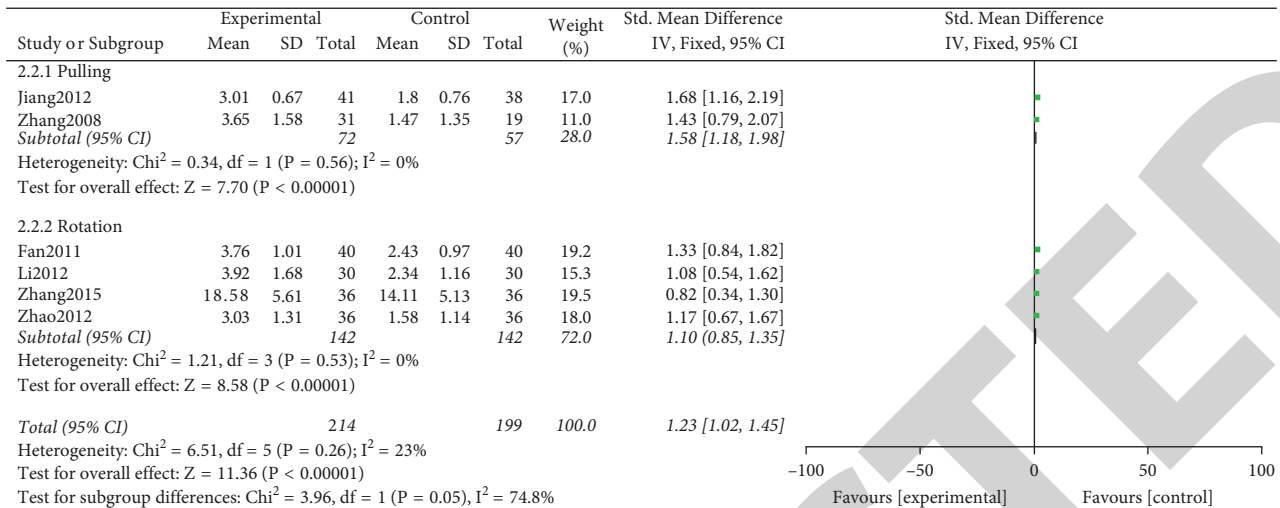 Experimental Control Weight (%) Std. Mean Difference Std. Mean Difference
Study or Subgroup Mean SD Total Mean SD Total IV, Fixed, 95% CI IV, Fixed, 95% CI
2.2.1 Pulling
Jiang2012 3.01 0.67 41 1.8 0.76 38 17.0 1.68 [1.16, 2.19]
Zhang2008 3.65 1.58 31 1.47 1.35 19 11.0 1.43 [0.79, 2.07]
Subtotal (95% CI) 72 57 28.0 1.58 [1.18, 1.98]
Heterogeneity: Chi² = 0.34, df = 1 (P = 0.56); I² = 0%
Test for overall effect: Z = 7.70 (P < 0.00001)
2.2.2 Rotation
Fan2011 3.76 1.01 40 2.43 0.97 40 19.2 1.33 [0.84, 1.82]
Li2012 3.92 1.68 30 2.34 1.16 30 15.3 1.08 [0.54, 1.62]
Zhang2015 18.58 5.61 36 14.11 5.13 36 19.5 0.82 [0.34, 1.30]
Zhao2012 3.03 1.31 36 1.58 1.14 36 18.0 1.17 [0.67, 1.67]
Subtotal (95% CI) 142 142 72.0 1.10 (0.85, 1.35]
Heterogeneity: Chi² = 1.21, df = 3 (P = 0.53); I² = 0%
Test for overall effect: Z = 8.58 (P < 0.00001)
Total (95% CI) 214 199 100.0 1.23 [1.02, 1.45]
Heterogeneity: Chi² = 6.51, df = 5 (P = 0.26); I² = 23%
Test for overall effect: Z = 11.36 (P < 0.00001)
Test for subgroup differences: Chi² = 3.96, df = 1 (P = 0.05), I² = 74.8%
−100 −50 0 50 100
Favours [experimental] Favours [control]
TED